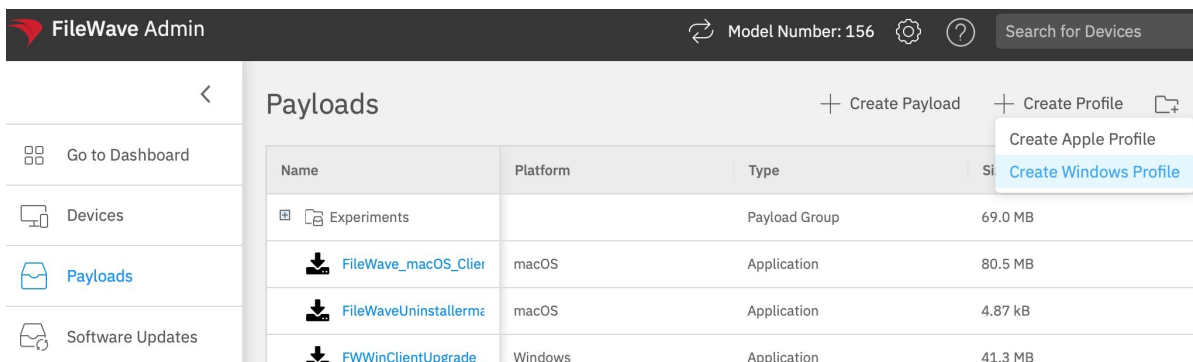 FileWave Admin
Model Number: 156
Search for Devices
Payloads
Create Payload
Create Profile
Create Apple Profile
Create Windows Profile
Go to Dashboard
Devices
Payloads
Software Updates
Name Platform Type Si
Experiments Payload Group 69.0 MB
FileWave_macOS_Clier macOS Application 80.5 MB
FileWaveUninstallerma macOS Application 4.87 kB
FWWinClientUpgrade Windows Application 41.3 MB